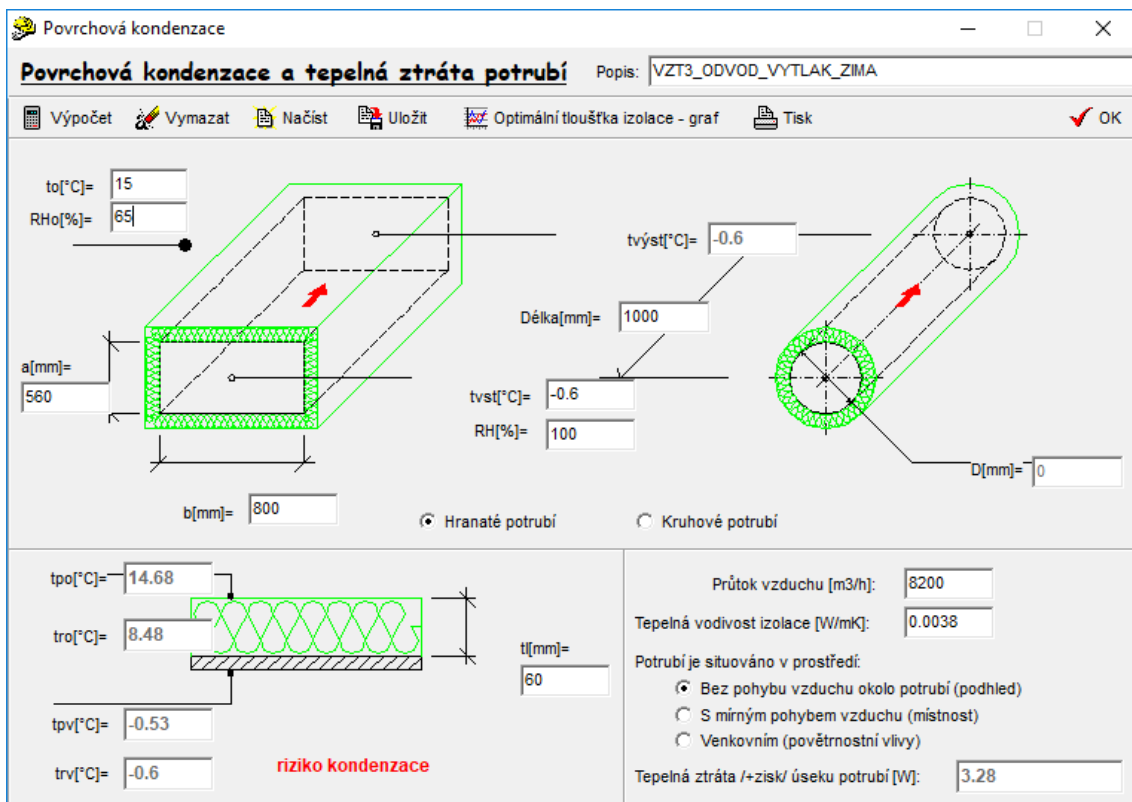 Povrchová kondenzace
Povrchová kondenzace a tepelná ztráta potrubí Popis: VZT3_ODVOD_VYTLAK_ZIMA
Výpočet Vymazat Načíst Uložit Optimální tloušťka izolace - graf Tisk OK
to[°C]= 15
RHo[%]= 65
tvýst[°C]= -0.6
Délka[mm]= 1000
a[mm]=
560
tvst[°C]= -0.6
RH[%]= 100
D[mm]= 0
b[mm]= 800
Hranaté potrubí Kruhové potrubí
tpo[°C]= 14.68
tro[°C]= 8.48
tl[mm]=
60
tpv[°C]= -0.53
trv[°C]= -0.6
riziko kondenzace
Průtok vzduchu [m3/h]: 8200
Tepelná vodivost izolace [W/mK]: 0.0038
Potrubí je situováno v prostředí:
Bez pohybu vzduchu okolo potrubí (podhled)
S mírným pohybem vzduchu (místnost)
Venkovním (povětrnostní vlivy)
Tepelná ztráta /+zisk/ úseku potrubí [W]: 3.28